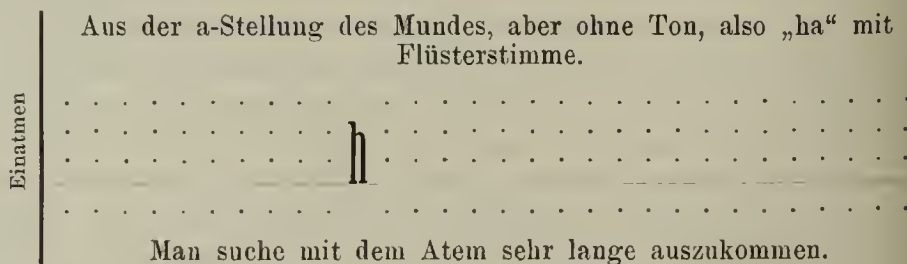 Aus der a-Stellung des Mundes, aber ohne Ton, also „ha“ mit
Flüsterstimme.
Einatmen
h
Man suche mit dem Atem sehr lange auszukommen.